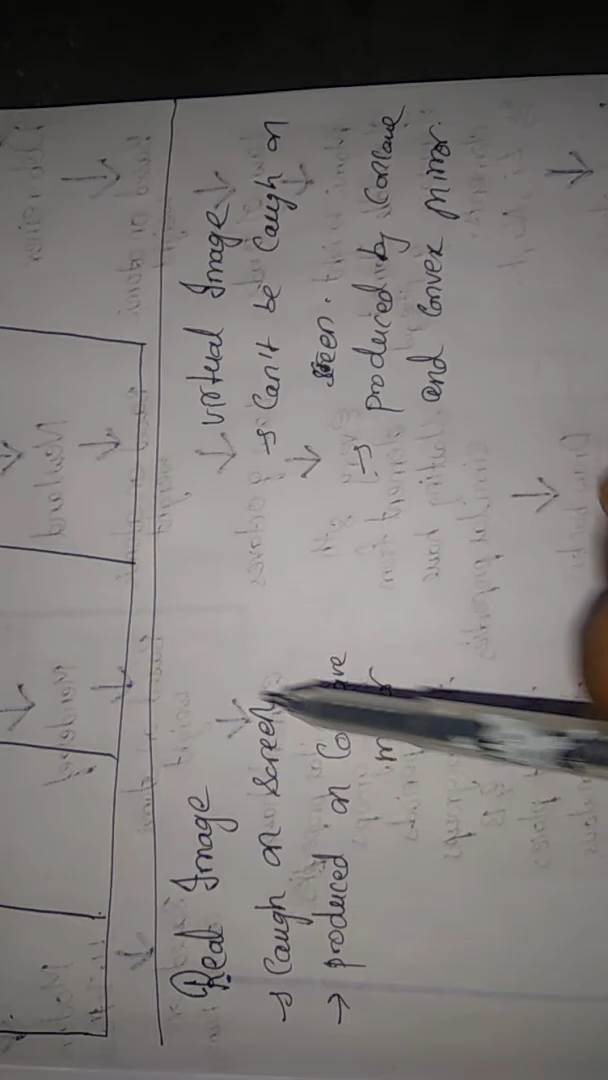 Real Image
→ Caugh on screen
→ produced on
virtual Image
→ Can't be Caugh on
screen.
→ produced by Concave
and Convex mirror.